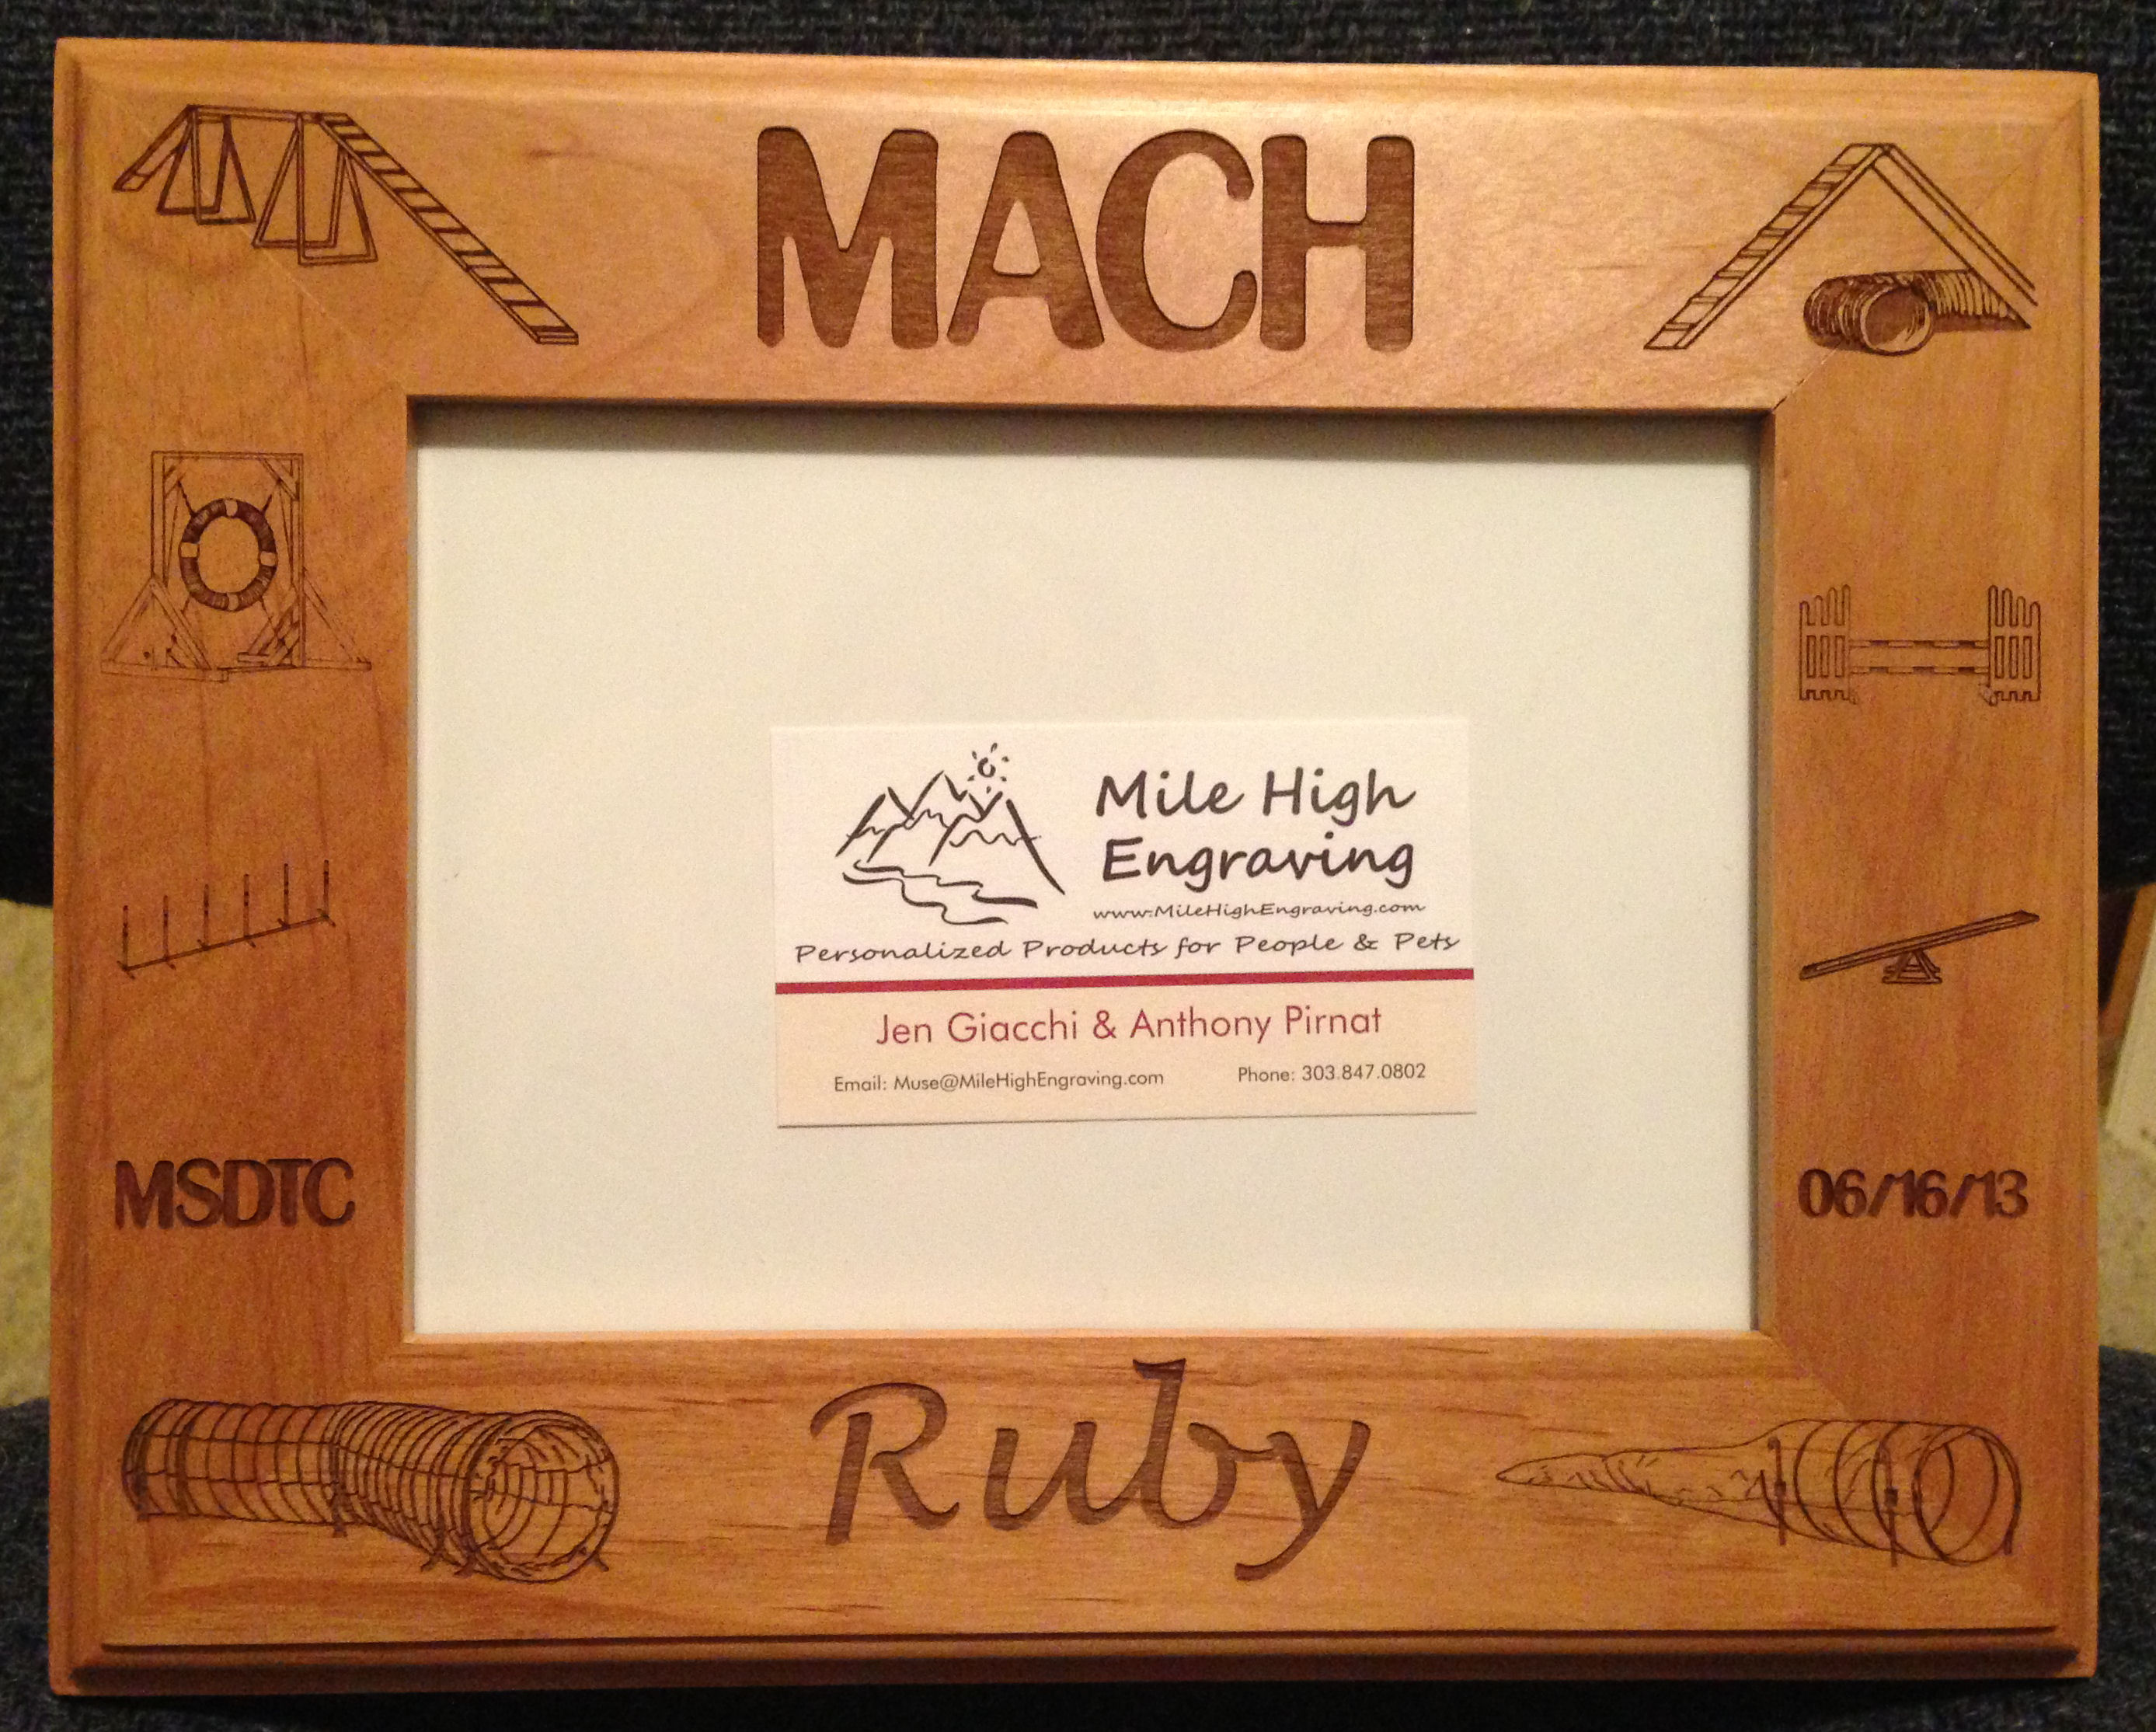 MACH
Mile High
Engraving
www.MileHighEngraving.com
Personalized Products for People & Pets
Jen Giacchi & Anthony Pirnat
Email: Muse@MileHighEngraving.com Phone: 303.847.0802
MSDTC
06/16/13
Ruby